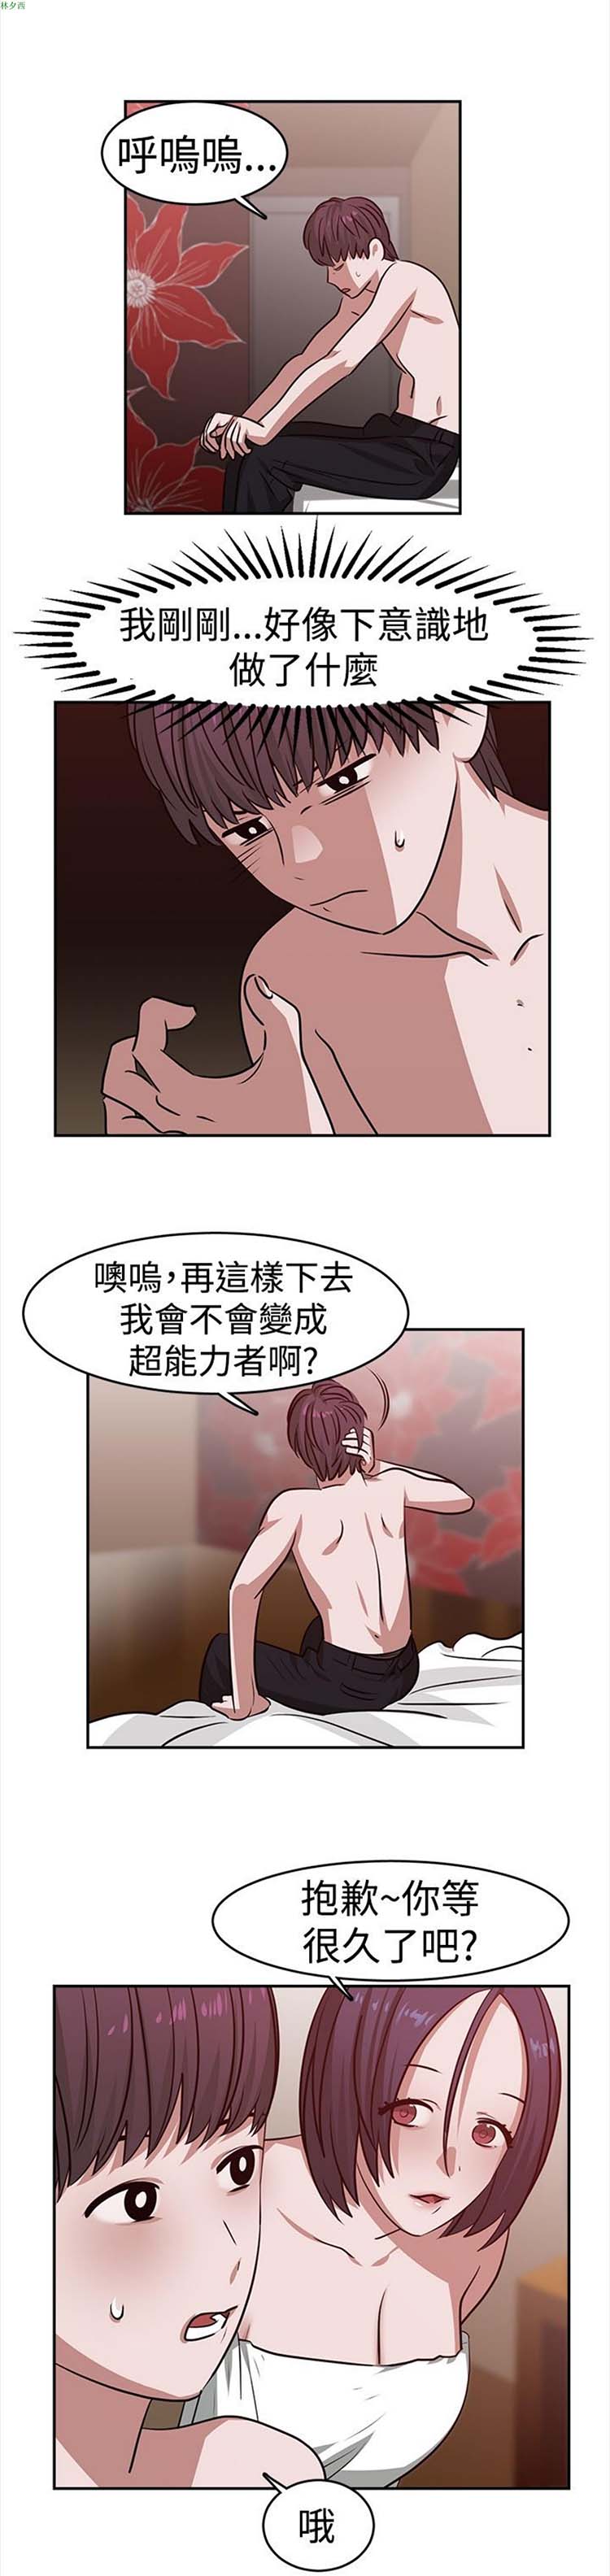 林夕西
呼嗚嗚...
我剛剛...好像下意識地
做了什麼
噢嗚,再這樣下去
我會不會變成
超能力者啊?
抱歉~你等
很久了吧?
哦